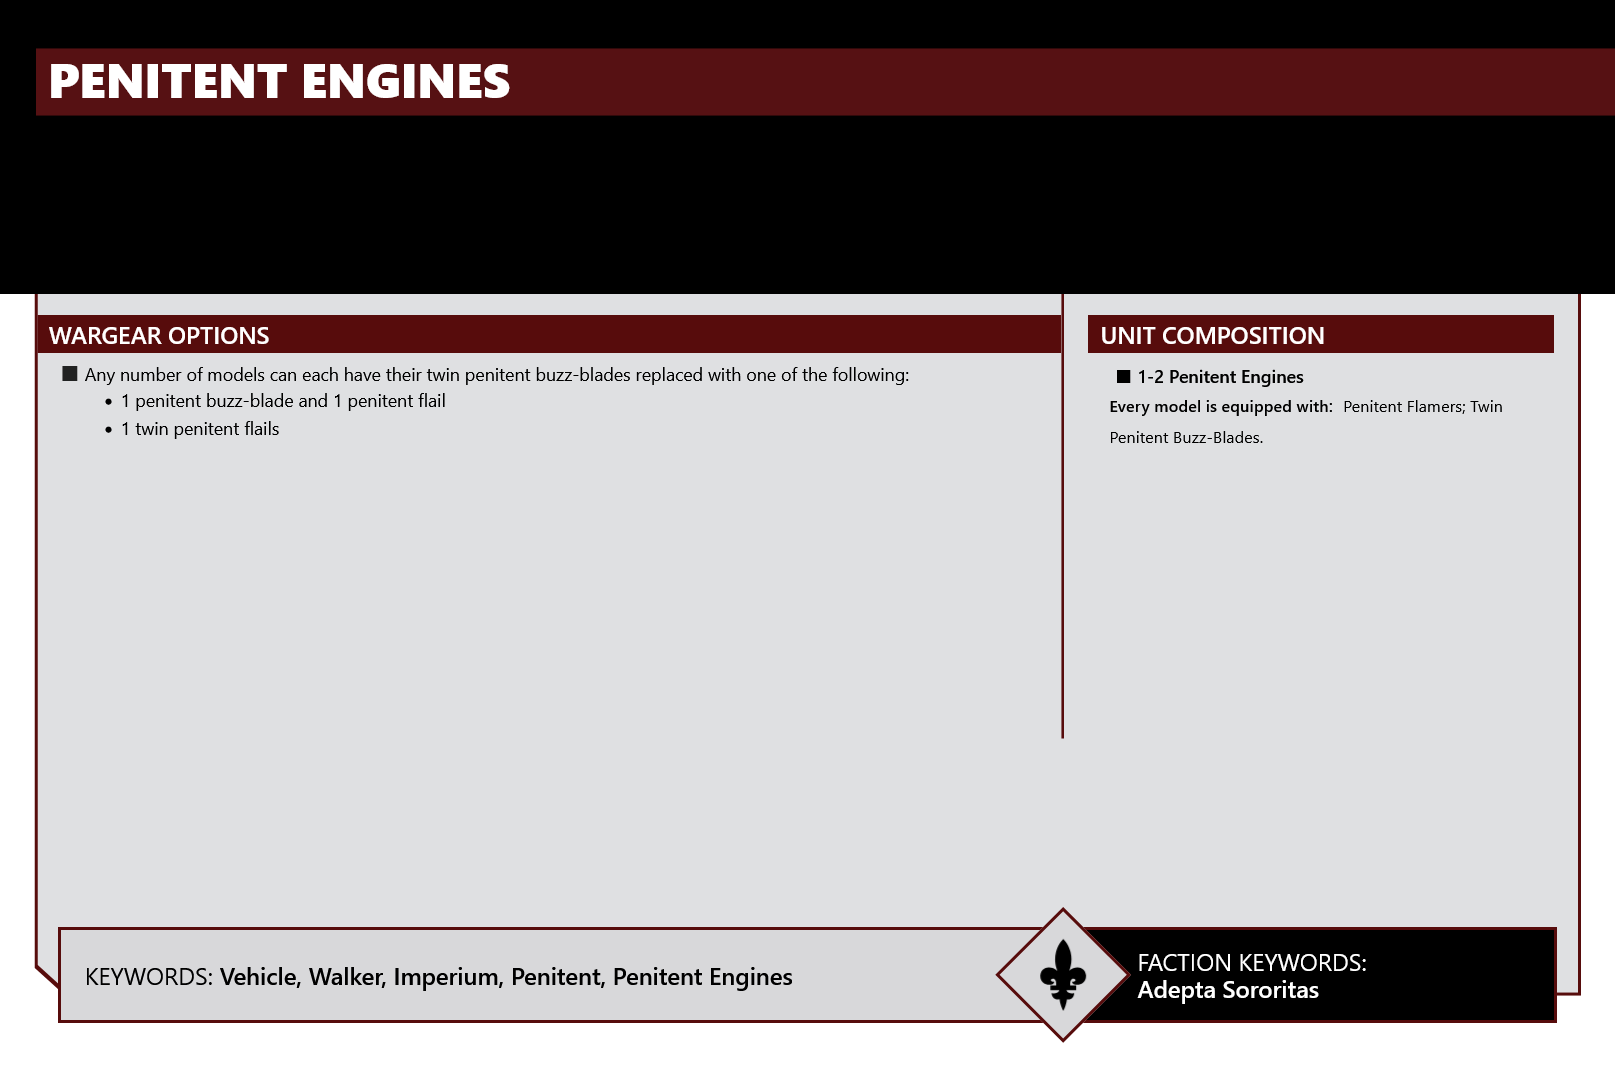 PENITENT ENGINES
WARGEAR OPTIONS
■ Any number of models can each have their twin penitent buzz-blades replaced with one of the following:
• 1 penitent buzz-blade and 1 penitent flail
• 1 twin penitent flails
UNIT COMPOSITION
■ 1-2 Penitent Engines
Every model is equipped with: Penitent Flamers; Twin
Penitent Buzz-Blades.
KEYWORDS: Vehicle, Walker, Imperium, Penitent, Penitent Engines
FACTION KEYWORDS:
Adepta Sororitas